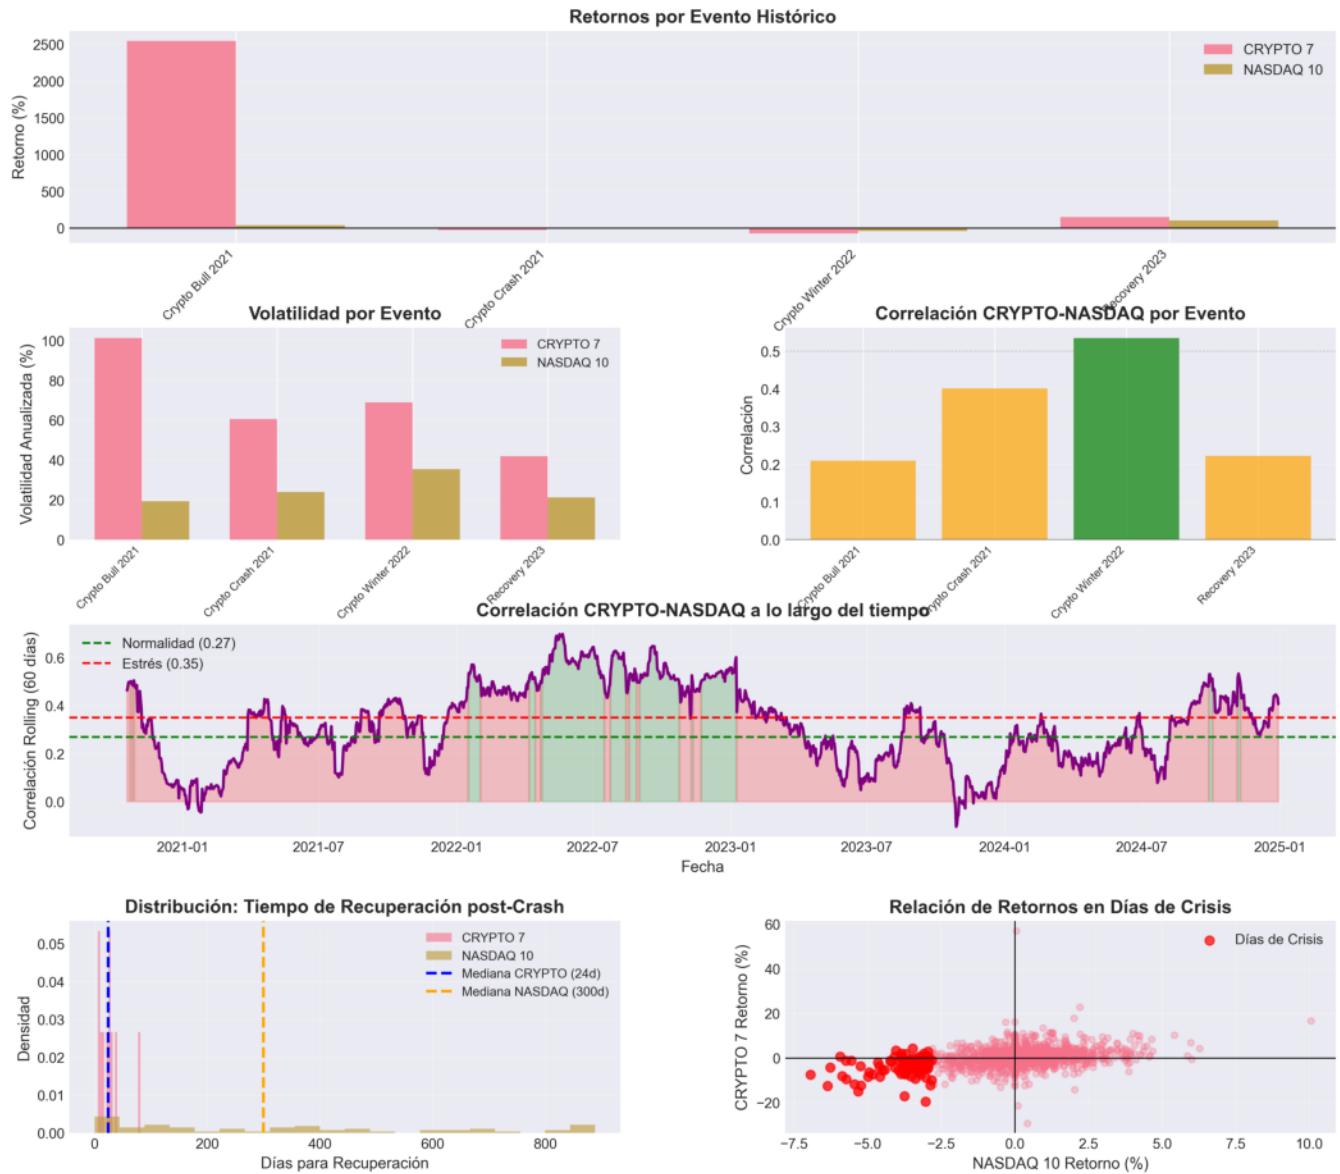 Retornos por Evento Histórico
CRYPTO 7
NASDAQ 10
Retorno (%)
2500
2000
1500
1000
500
0
Crypto Bull 2021
Crypto Crash 2021
Crypto Winter 2022
Recovery 2023
Volatilidad por Evento
CRYPTO 7
NASDAQ 10
Volatilidad Anualizada (%)
100
80
60
40
20
0
Crypto Bull 2021
Crypto Crash 2021
Crypto Winter 2022
Recovery 2023
Correlación CRYPTO-NASDAQ por Evento
Correlación
0.5
0.4
0.3
0.2
0.1
0.0
Crypto Bull 2021
Crypto Crash 2021
Crypto Winter 2022
Recovery 2023
Correlación CRYPTO-NASDAQ a lo largo del tiempo
Normalidad (0.27)
Estrés (0.35)
Correlación Rolling (60 días)
0.6
0.4
0.2
0.0
2021-01
2021-07
2022-01
2022-07
2023-01
2023-07
2024-01
2024-07
2025-01
Fecha
Distribución: Tiempo de Recuperación post-Crash
CRYPTO 7
NASDAQ 10
Mediana CRYPTO (24d)
Mediana NASDAQ (300d)
Densidad
0.05
0.04
0.03
0.02
0.01
0.00
0
200
400
600
800
Días para Recuperación
Relación de Retornos en Días de Crisis
Días de Crisis
CRYPTO 7 Retorno (%)
60
40
20
0
−20
−7.5
−5.0
−2.5
0.0
2.5
5.0
7.5
10.0
NASDAQ 10 Retorno (%)